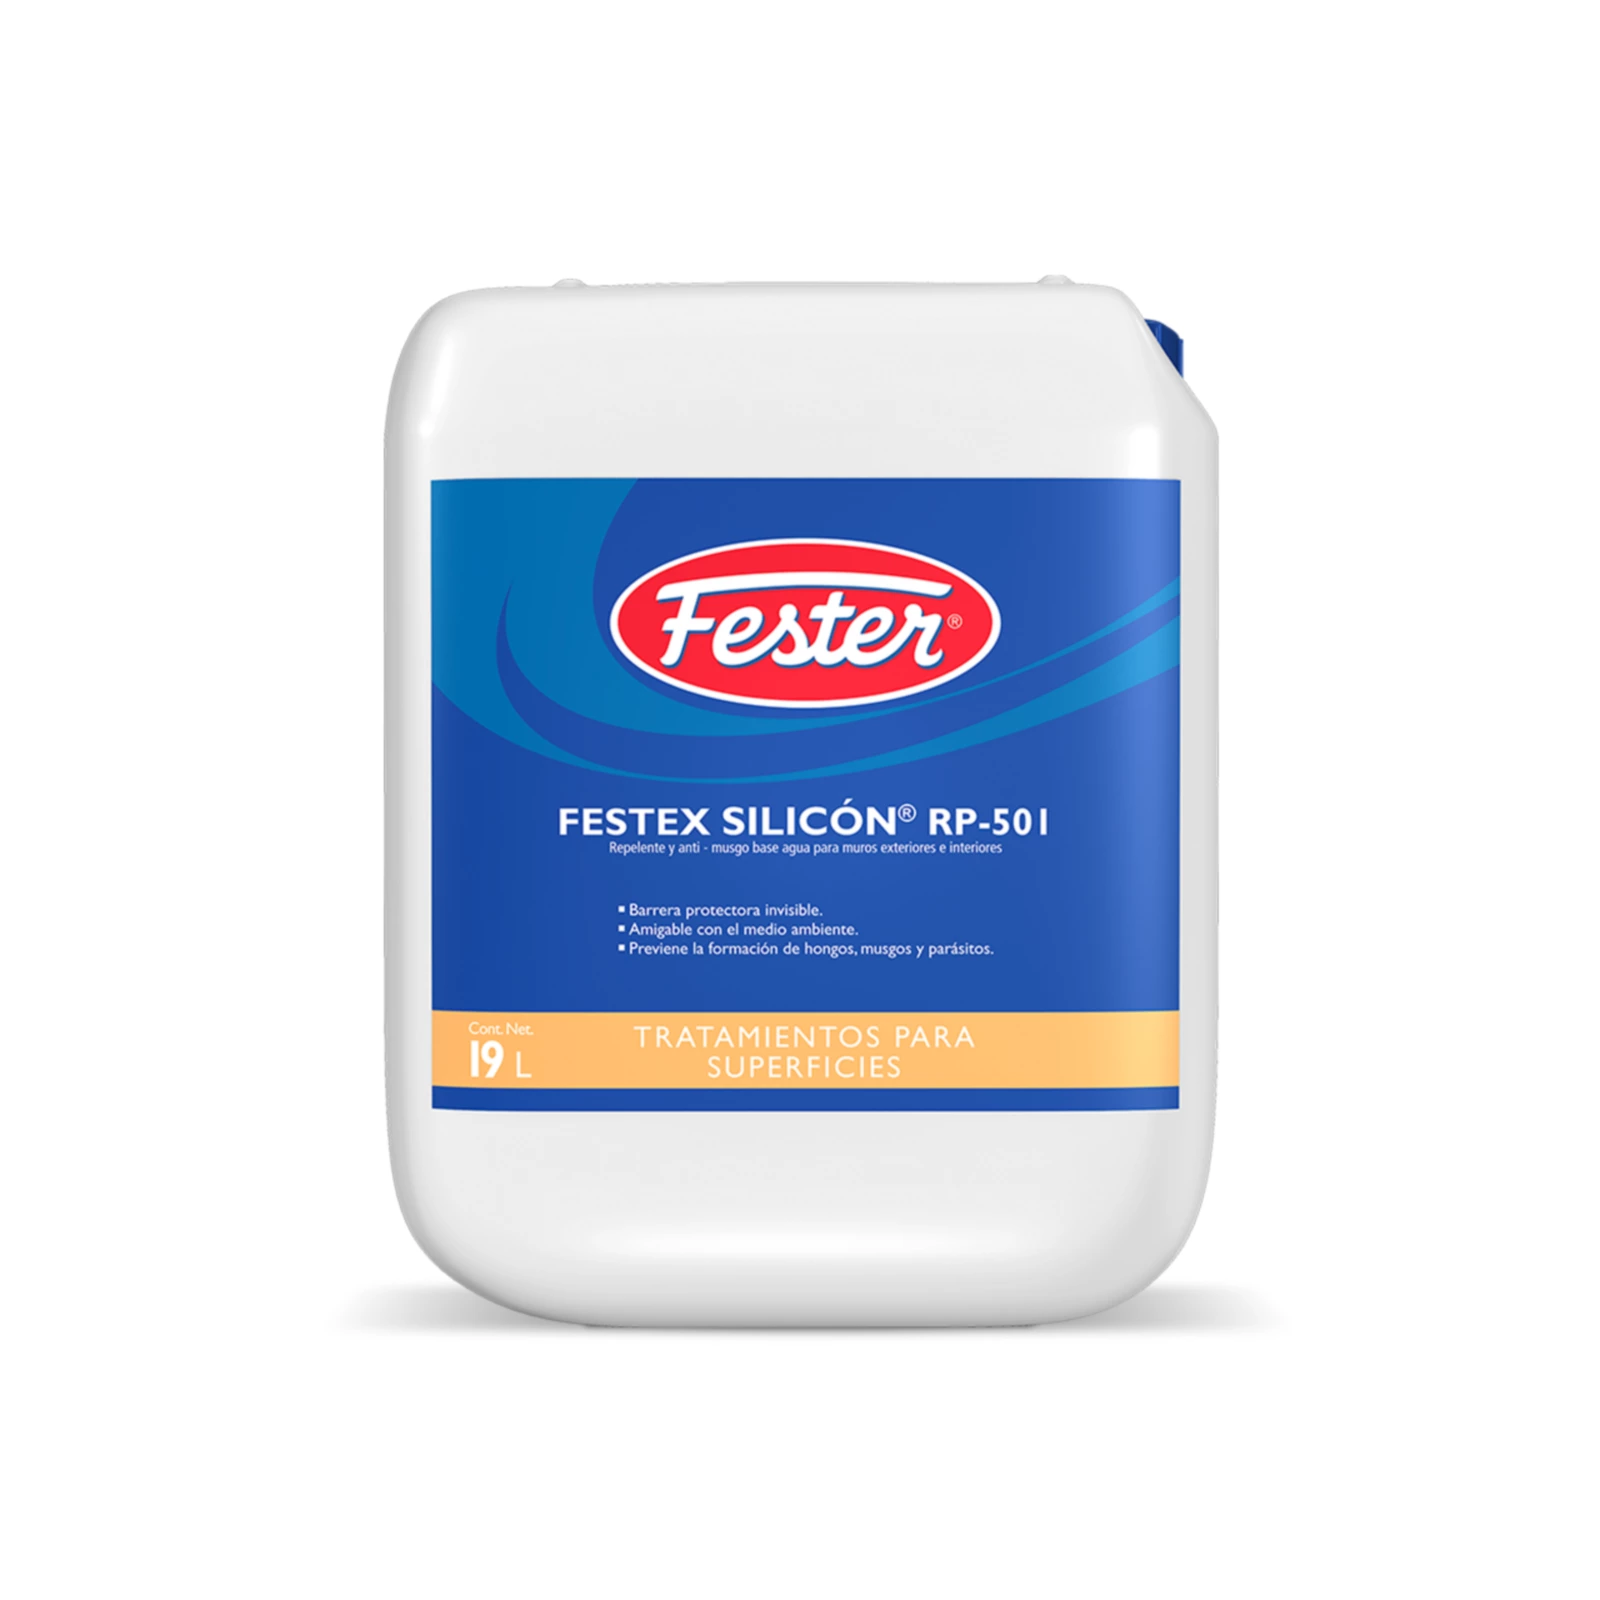 Fester®
FESTEX SILICÓN® RP-501
Repelente y anti - musgo base agua para muros exteriores e interiores
▪ Barrera protectora invisible.
▪ Amigable con el medio ambiente.
▪ Previene la formación de hongos, musgos y parásitos.
Cont. Net.
19 L
TRATAMIENTOS PARA
SUPERFICIES